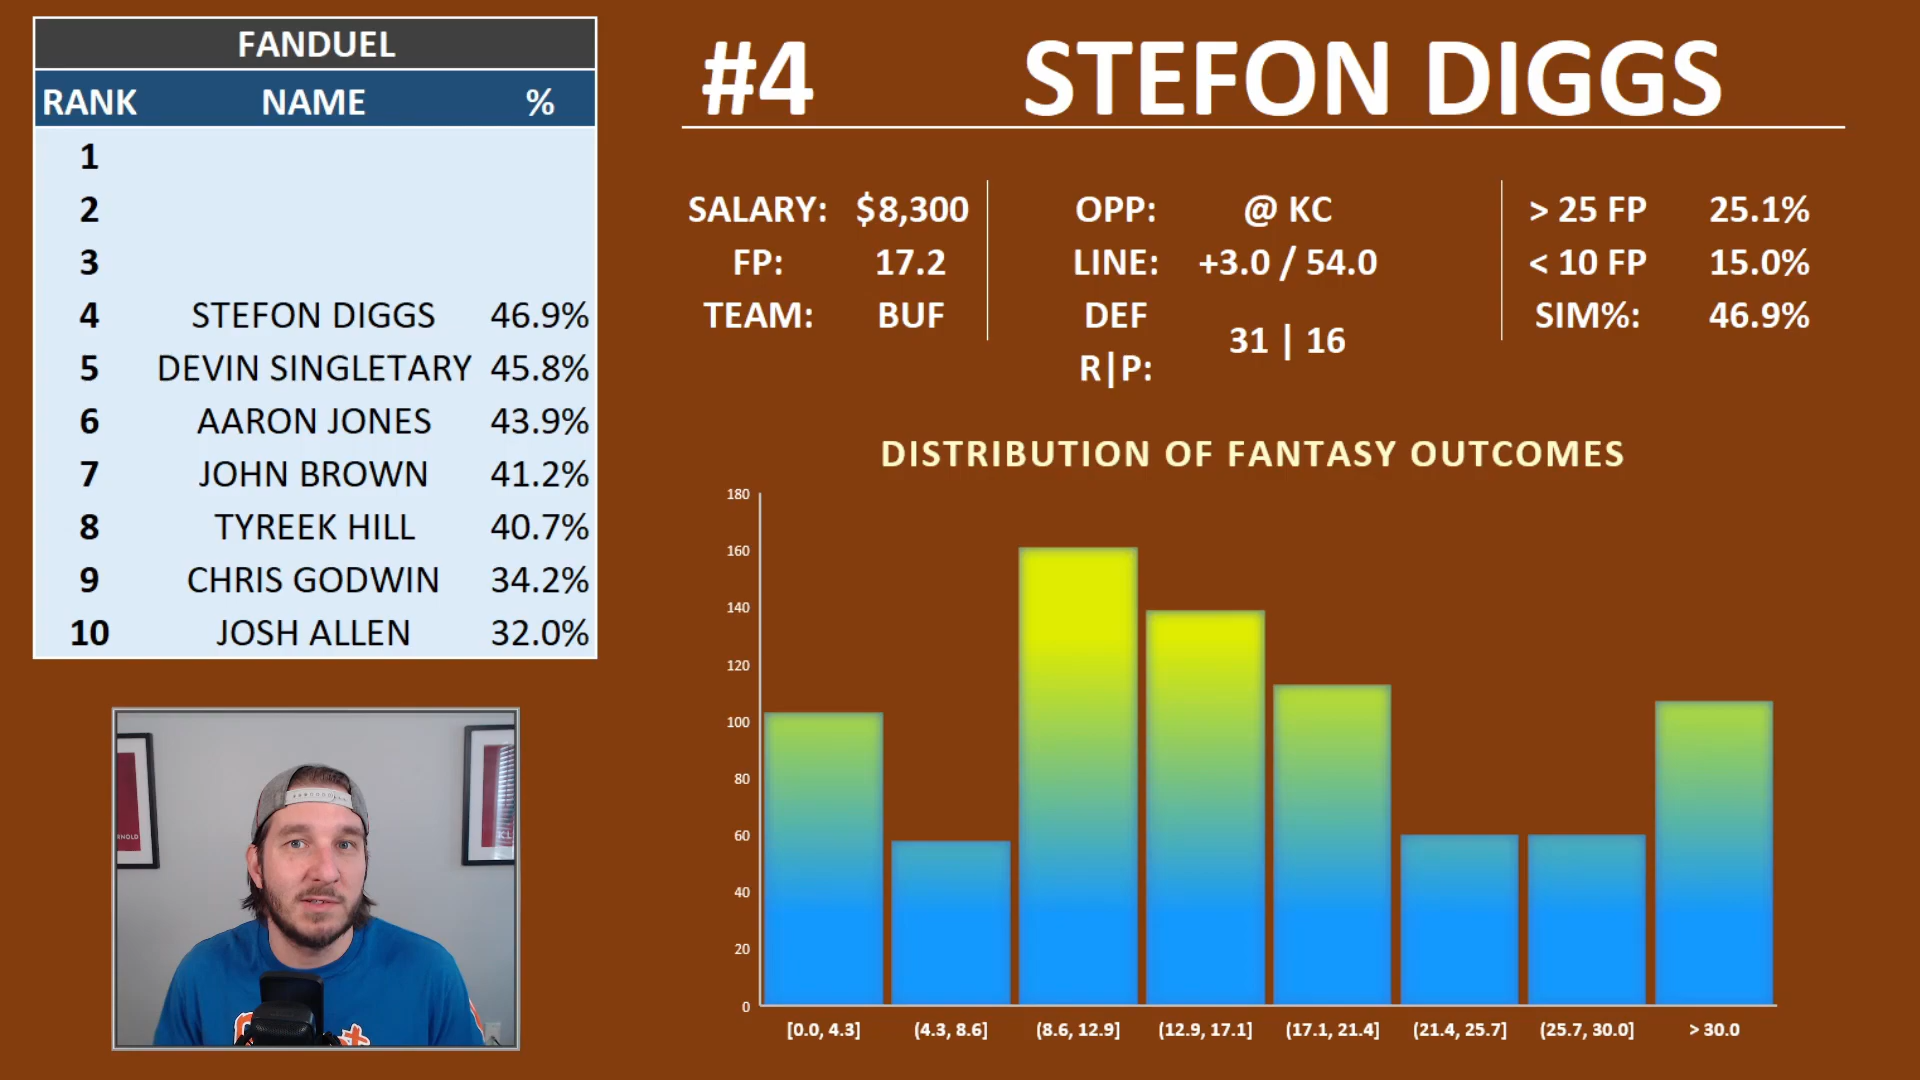 FANDUEL
RANK NAME %
1
2
3
4 STEFON DIGGS 46.9%
5 DEVIN SINGLETARY 45.8%
6 AARON JONES 43.9%
7 JOHN BROWN 41.2%
8 TYREEK HILL 40.7%
9 CHRIS GODWIN 34.2%
10 JOSH ALLEN 32.0%
#4 STEFON DIGGS
SALARY: $8,300
FP: 17.2
TEAM: BUF
OPP: @ KC
LINE: +3.0 / 54.0
DEF
R|P: 31 | 16
> 25 FP 25.1%
< 10 FP 15.0%
SIM%: 46.9%
DISTRIBUTION OF FANTASY OUTCOMES
180
160
140
120
100
80
60
40
20
0
[0.0, 4.3] (4.3, 8.6] (8.6, 12.9] (12.9, 17.1] (17.1, 21.4] (21.4, 25.7] (25.7, 30.0] > 30.0